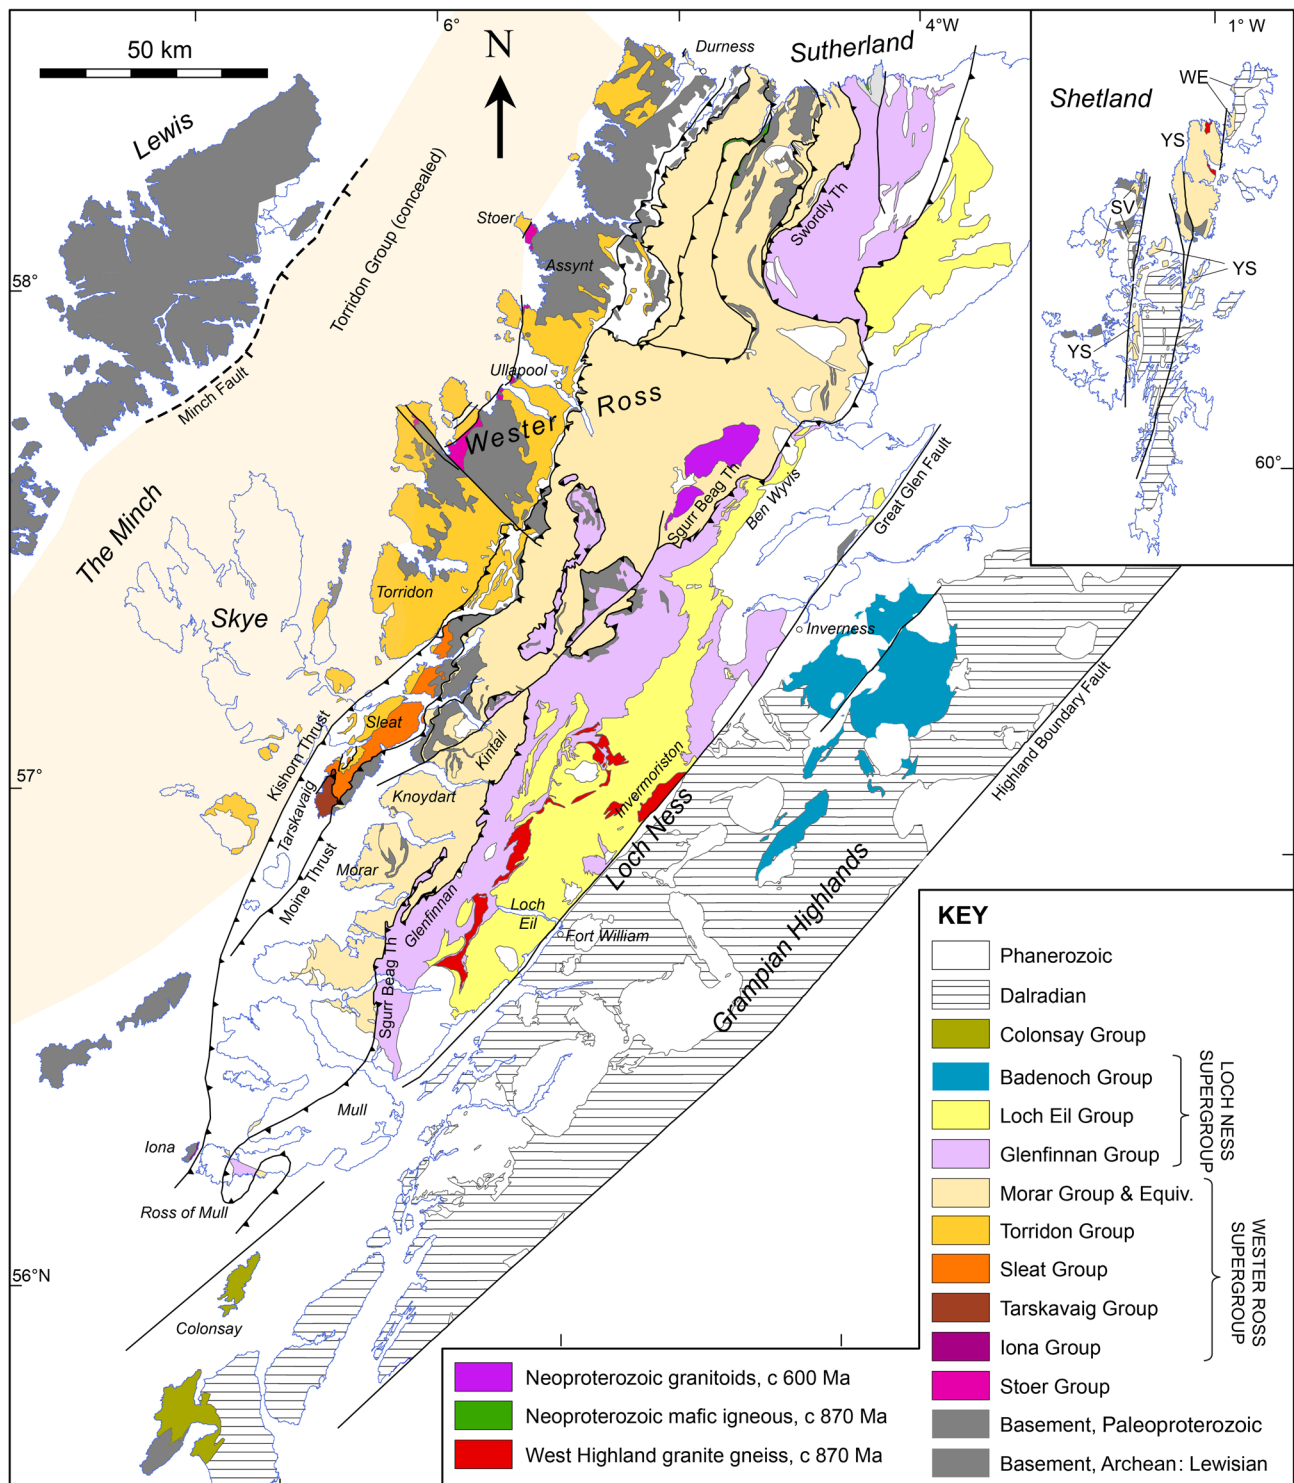 6°
4°W
1° W
50 km
N
Durness
Sutherland
Shetland
WE
YS
SV
YS
YS
60°
Lewis
Torridon Group (concealed)
Stoer
Assynt
Swordly Th
58°
Minch Fault
Ullapool
Wester Ross
The Minch
Sgurr Beag Th
Ben Wyvis
Great Glen Fault
Torridon
Skye
Inverness
Kishorn Thrust
Sleat
Kintail
Highland Boundary Fault
57°
Tarskavaig
Knoydart
Invermoriston
Loch Ness
Moine Thrust
Morar
Glenfinnan
Loch
Eil
Fort William
Grampian Highlands
Sgurr Beag Th
Mull
Iona
Ross of Mull
56°N
Colonsay
KEY
Phanerozoic
Dalradian
Colonsay Group
Badenoch Group
Loch Eil Group
Glenfinnan Group
LOCH NESS
SUPERGROUP
Morar Group & Equiv.
Torridon Group
Sleat Group
Tarskavaig Group
Iona Group
WESTER ROSS
SUPERGROUP
Stoer Group
Basement, Paleoproterozoic
Basement, Archean: Lewisian
Neoproterozoic granitoids, c 600 Ma
Neoproterozoic mafic igneous, c 870 Ma
West Highland granite gneiss, c 870 Ma